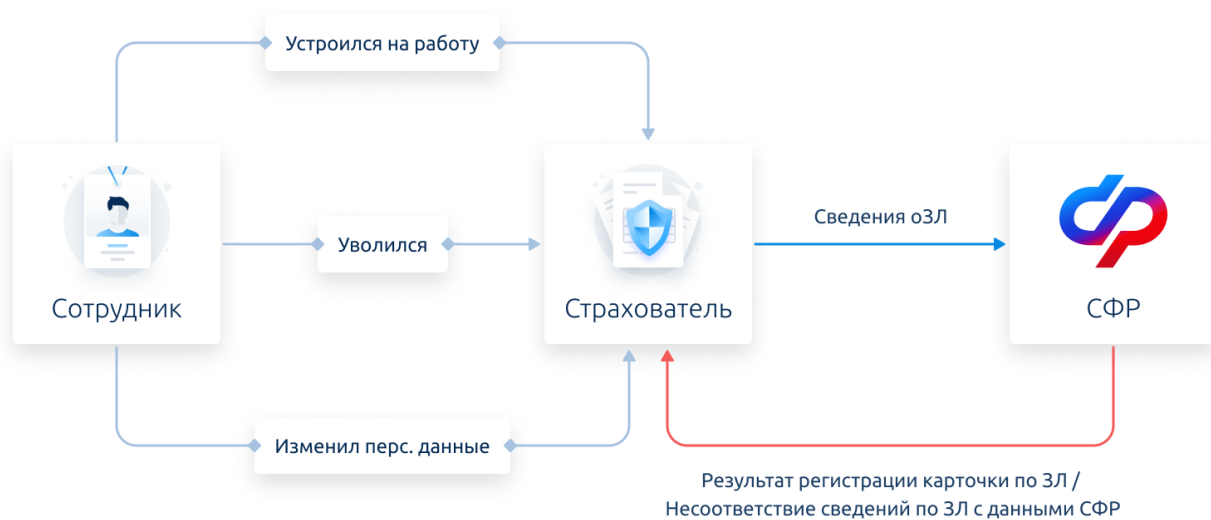 Устроился на работу
Сведения оЗЛ
Уволился
Сотрудник
Страхователь
СФР
Изменил перс. данные
Результат регистрации карточки по ЗЛ /
Несоответствие сведений по ЗЛ с данными СФР